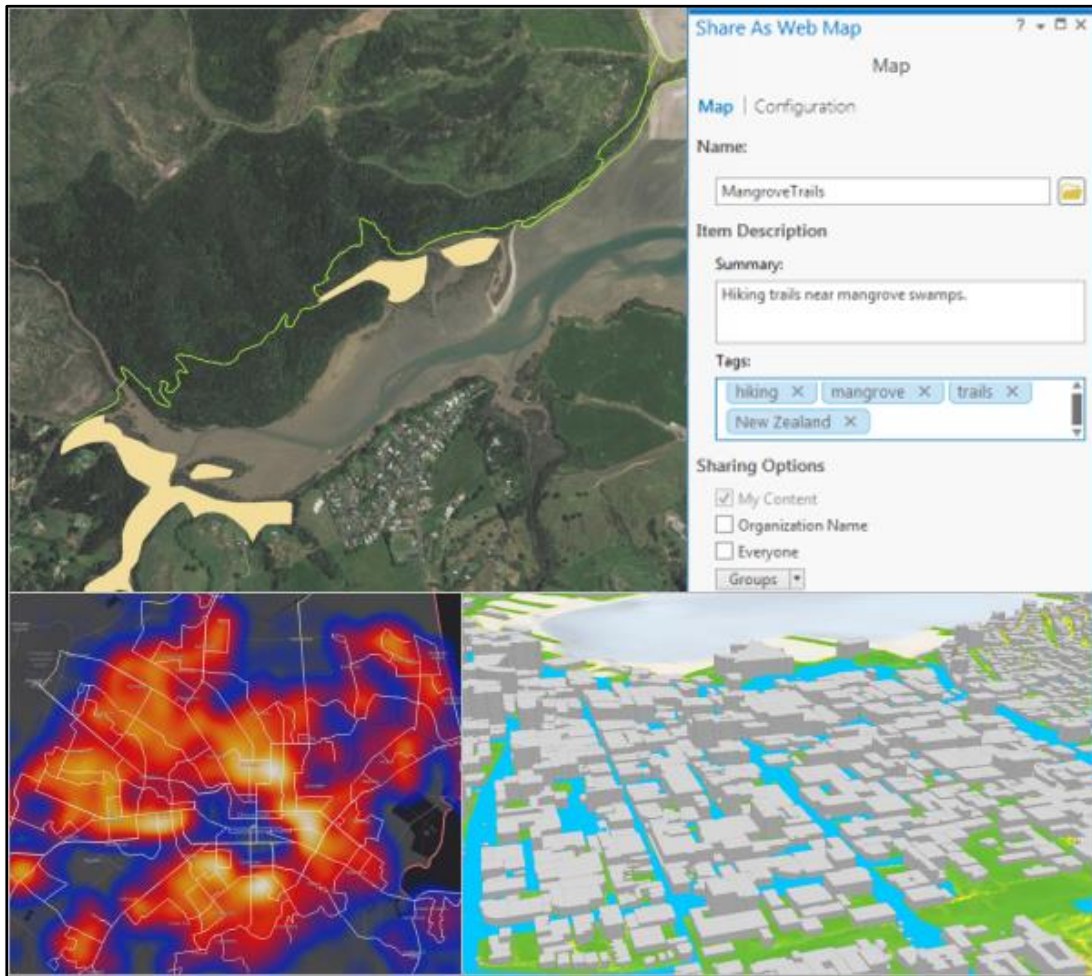 Share As Web Map
?
Map
Map | Configuration
Name:
MangroveTrails
Item Description
Summary:
Hiking trails near mangrove swamps.
Tags:
hiking × mangrove × trails ×
New Zealand ×
Sharing Options
My Content
Organization Name
Everyone
Groups